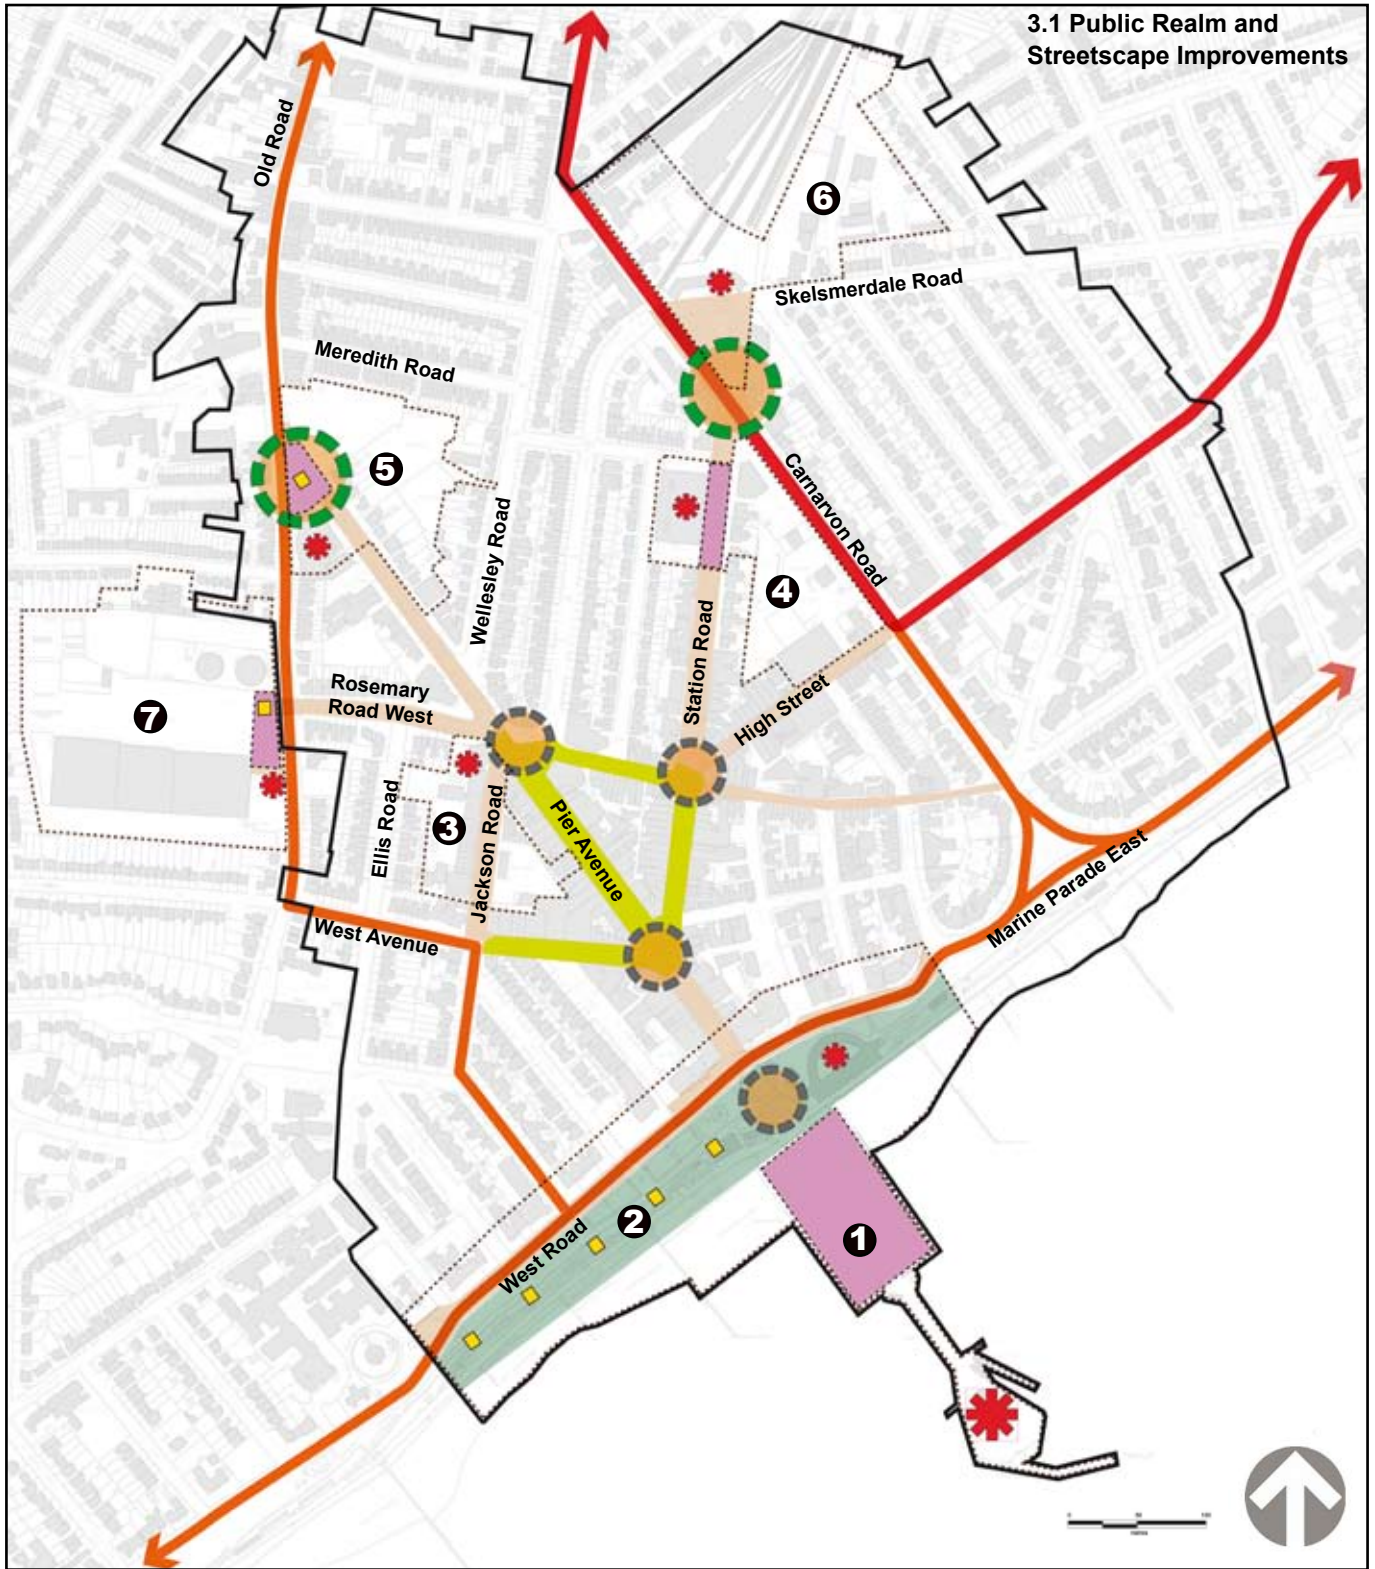 3.1 Public Realm and
Streetscape Improvements
Old Road
6
Skelsmerdale Road
Meredith Road
5
Carnarvon Road
Wellesley Road
4
Station Road
Rosemary
Road West
High Street
7
Ellis Road
3
Jackson Road
Pier Avenue
West Avenue
Marine Parade East
2
West Road
1